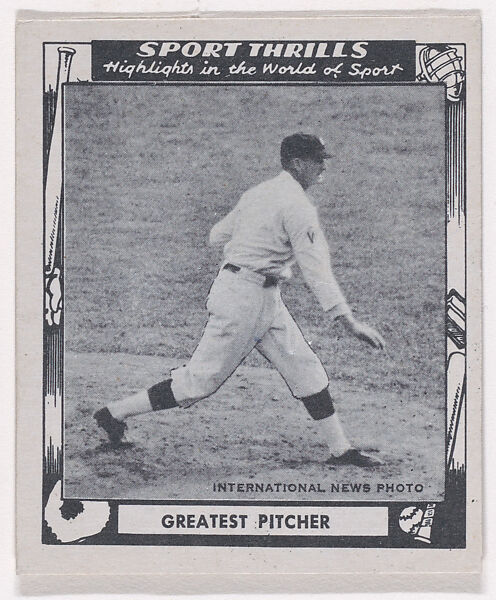 SPORT THRILLS
Highlights in the World of Sport
INTERNATIONAL NEWS PHOTO
GREATEST PITCHER